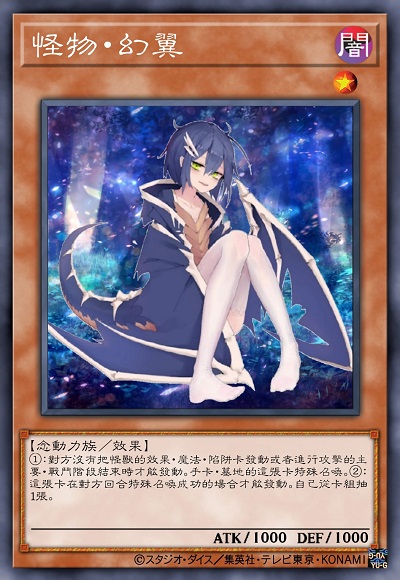 怪物・幻翼
闇
【念動力族／效果】
①：對方沒有把怪獸的效果・魔法・陷阱卡發動或者進行攻擊的主
要・戰鬥階段結束時才能發動。手卡・墓地的這張卡特殊召喚。②：
這張卡在對方回合特殊召喚成功的場合才能發動。自己從卡組抽
1張。
ATK / 1000 DEF / 1000
©スタジオ・ダイス／集英社・テレビ東京・KONAMI